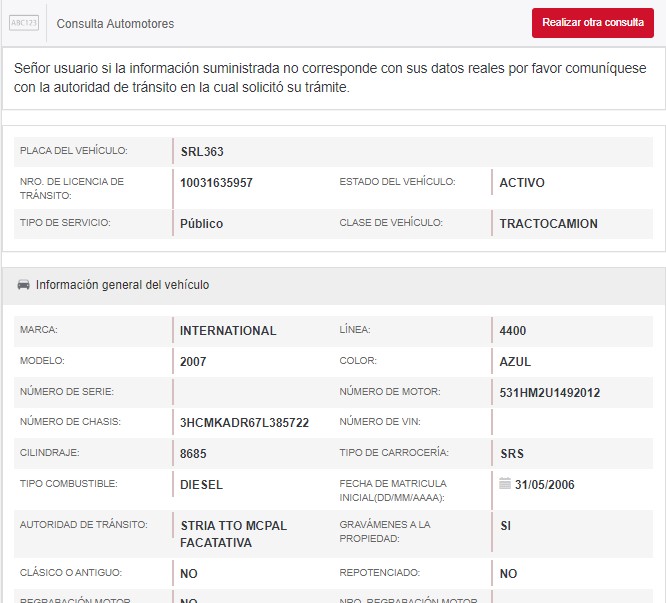 ABC123
Consulta Automotores
Realizar otra consulta
Señor usuario si la información suministrada no corresponde con sus datos reales por favor comuníquese
con la autoridad de tránsito en la cual solicitó su trámite.
PLACA DEL VEHÍCULO: SRL363
NRO. DE LICENCIA DE
TRÁNSITO: 10031635957 ESTADO DEL VEHÍCULO: ACTIVO
TIPO DE SERVICIO: Público CLASE DE VEHÍCULO: TRACTOCAMION
Información general del vehículo
MARCA: INTERNATIONAL LÍNEA: 4400
MODELO: 2007 COLOR: AZUL
NÚMERO DE SERIE: NÚMERO DE MOTOR: 531HM2U1492012
NÚMERO DE CHASIS: 3HCMKADR67L385722 NÚMERO DE VIN:
CILINDRAJE: 8685 TIPO DE CARROCERÍA: SRS
TIPO COMBUSTIBLE: DIESEL FECHA DE MATRICULA
INICIAL(DD/MM/AAAA): 31/05/2006
AUTORIDAD DE TRÁNSITO: STRIA TTO MCPAL GRAVÁMENES A LA SI
FACATATIVA PROPIEDAD:
CLÁSICO O ANTIGUO: NO REPOTENCIADO: NO
REGRABACIÓN MOTOR NO NRO. REGRABACIÓN MOTOR